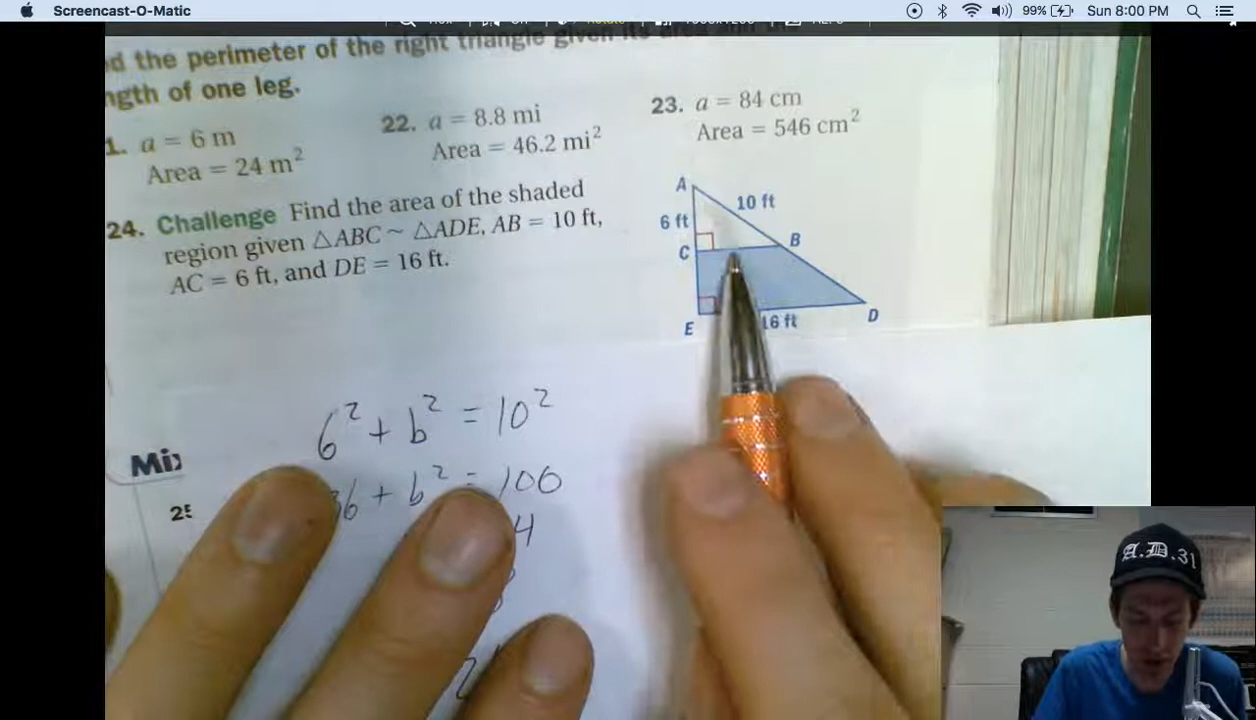 Screencast-O-Matic
99%
Sun 8:00 PM
d the perimeter of the right triangle given its area and the
ngth of one leg.
1. a = 6 m
Area = 24 m²
22. a = 8.8 mi
Area = 46.2 mi²
23. a = 84 cm
Area = 546 cm²
24. Challenge Find the area of the shaded
region given △ABC ~ △ADE, AB = 10 ft,
AC = 6 ft, and DE = 16 ft.
A
10 ft
6 ft
B
C
E
16 ft
D
6² + b² = 10²
36 + b² = 100
4
Mix
25
A.D.31